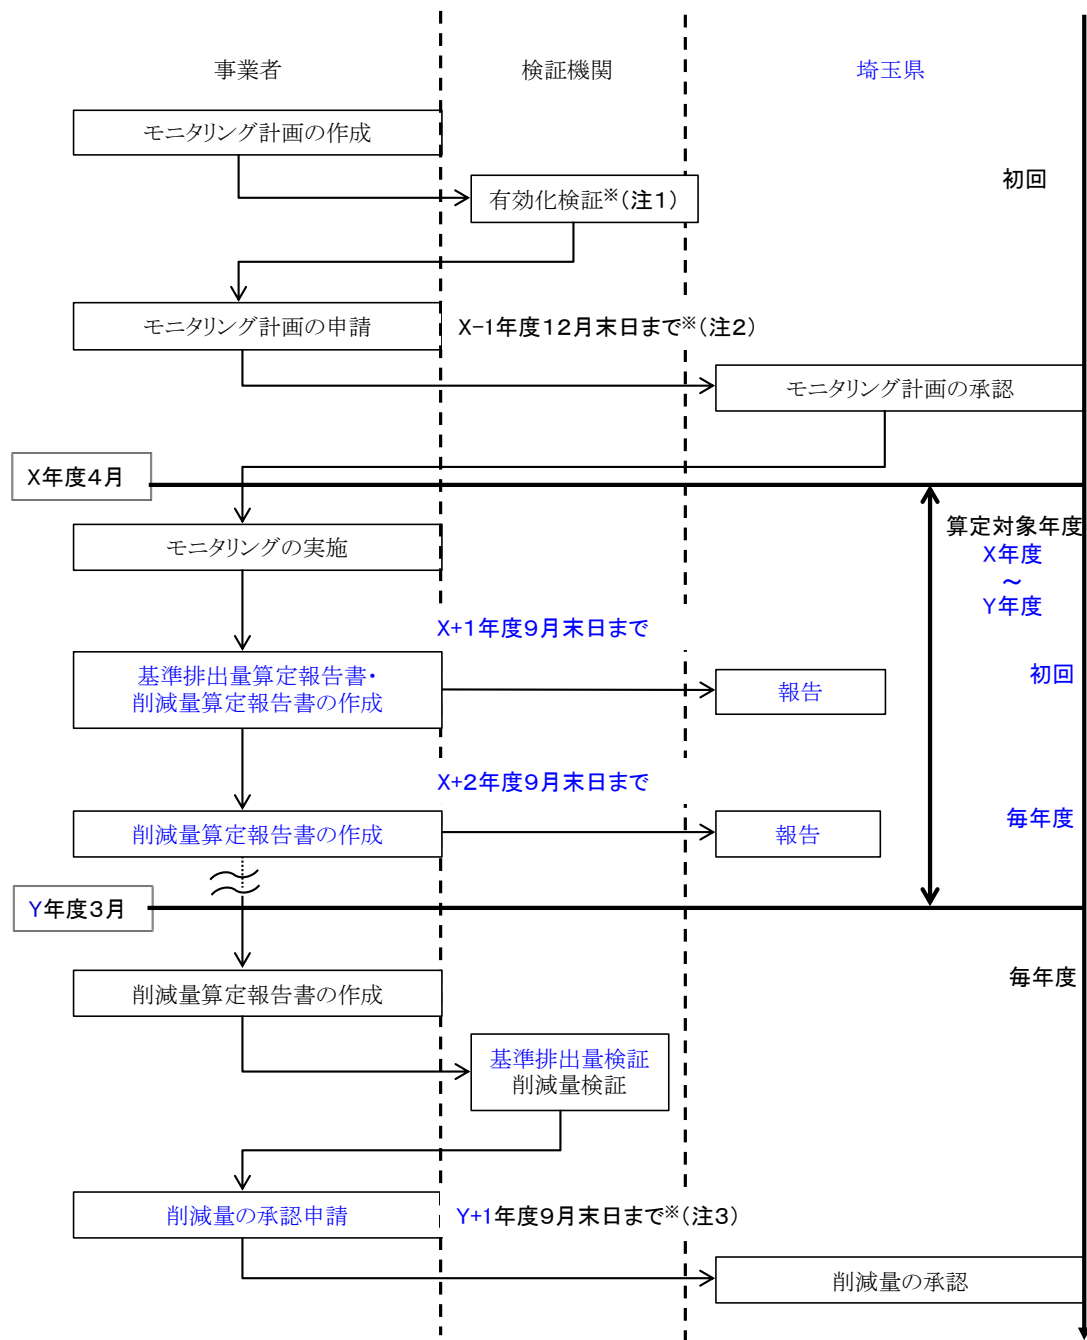 事業者
検証機関
埼玉県
モニタリング計画の作成
初回
有効化検証※(注1)
モニタリング計画の申請
X-1年度12月末日まで※(注2)
モニタリング計画の承認
X年度4月
算定対象年度
X年度
~
Y年度
モニタリングの実施
X+1年度9月末日まで
基準排出量算定報告書・
削減量算定報告書の作成
報告
初回
X+2年度9月末日まで
毎年度
削減量算定報告書の作成
報告
Y年度3月
削減量算定報告書の作成
毎年度
基準排出量検証
削減量検証
削減量の承認申請
Y+1年度9月末日まで※(注3)
削減量の承認